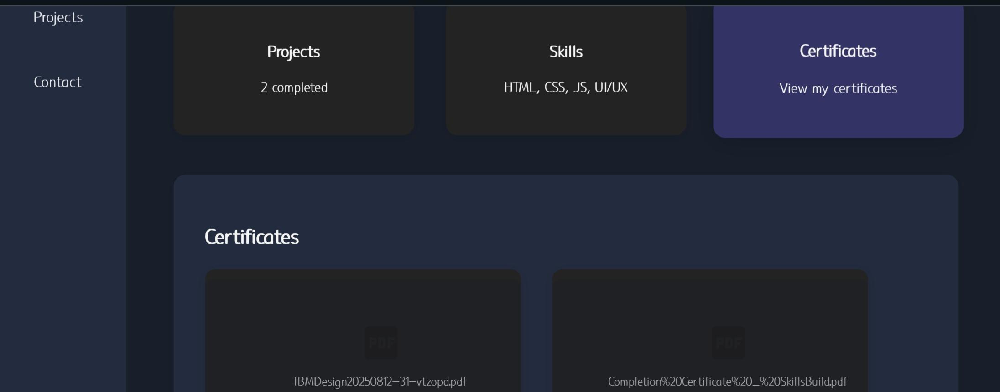 Projects
Contact
Projects
2 completed
Skills
HTML, CSS, JS, UI/UX
Certificates
View my certificates
Certificates
PDF
IBMDesign20250812-31-vtzopd.pdf
PDF
Completion%20Certificate%20_%20SkillsBuild.pdf